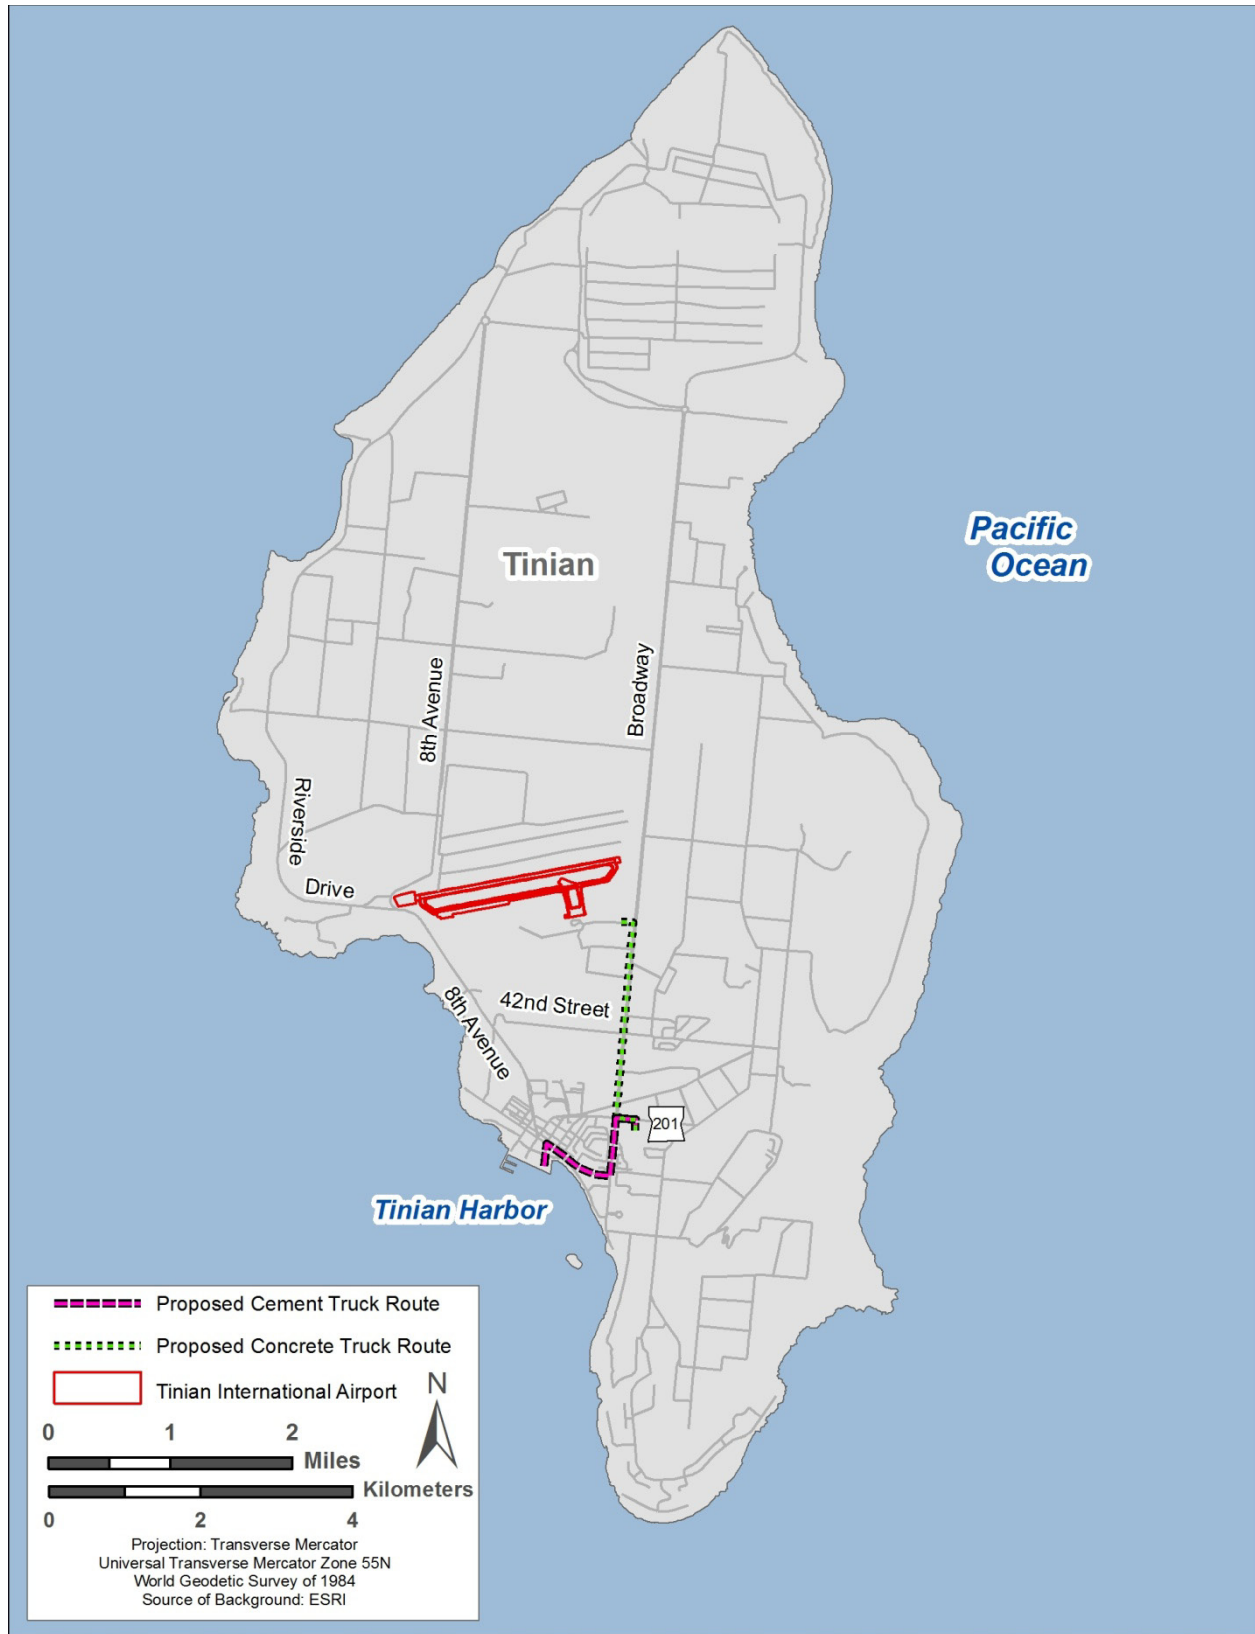 Pacific
Ocean
Tinian
Broadway
8th Avenue
Riverside
Drive
42nd Street
8th Avenue
201
Tinian Harbor
Proposed Cement Truck Route
Proposed Concrete Truck Route
Tinian International Airport
N
0 1 2
Miles
Kilometers
0 2 4
Projection: Transverse Mercator
Universal Transverse Mercator Zone 55N
World Geodetic Survey of 1984
Source of Background: ESRI